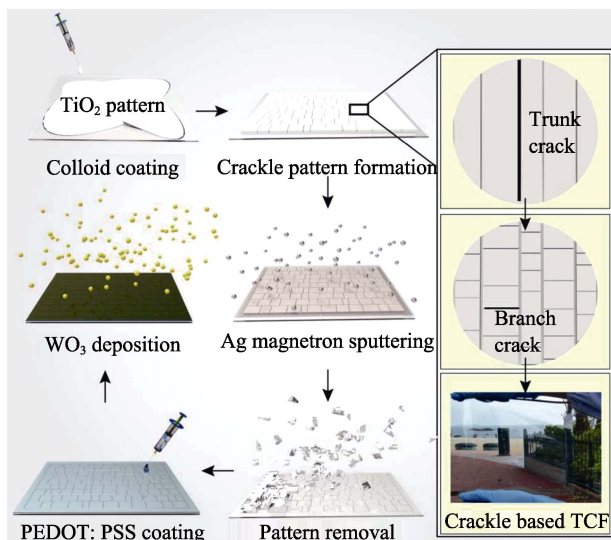 TiO₂ pattern
Colloid coating
Crackle pattern formation
Trunk
crack
Branch
crack
WO₃ deposition
Ag magnetron sputtering
PEDOT: PSS coating
Pattern removal
Crackle based TCF